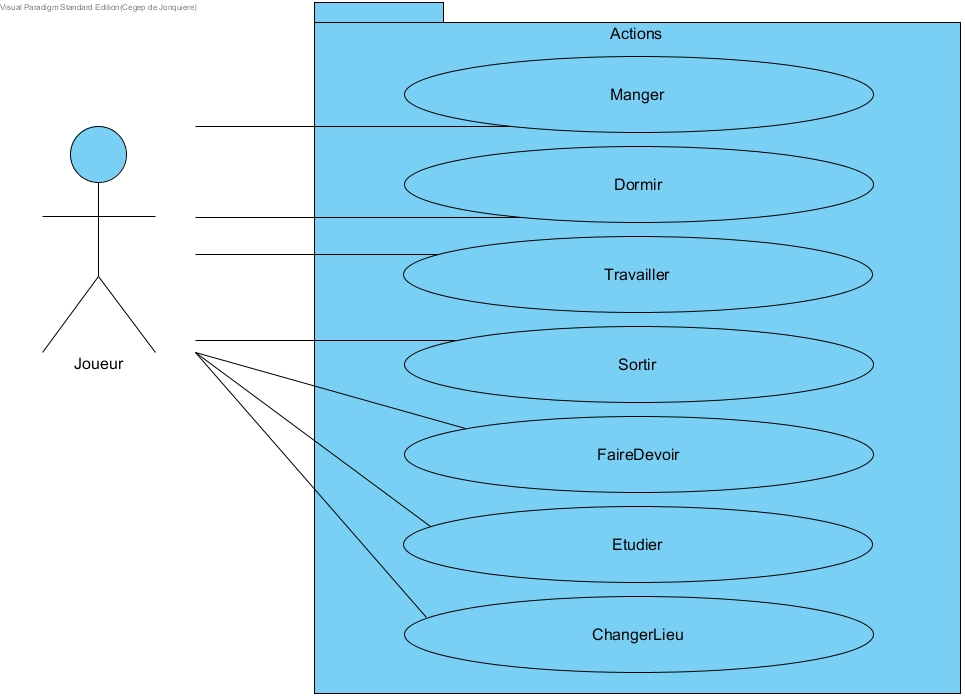 Visual Paradigm Standard Edition(Cegep de Jonquiere)
Actions
Manger
Dormir
Travailler
Sortir
Joueur
FaireDevoir
Etudier
ChangerLieu